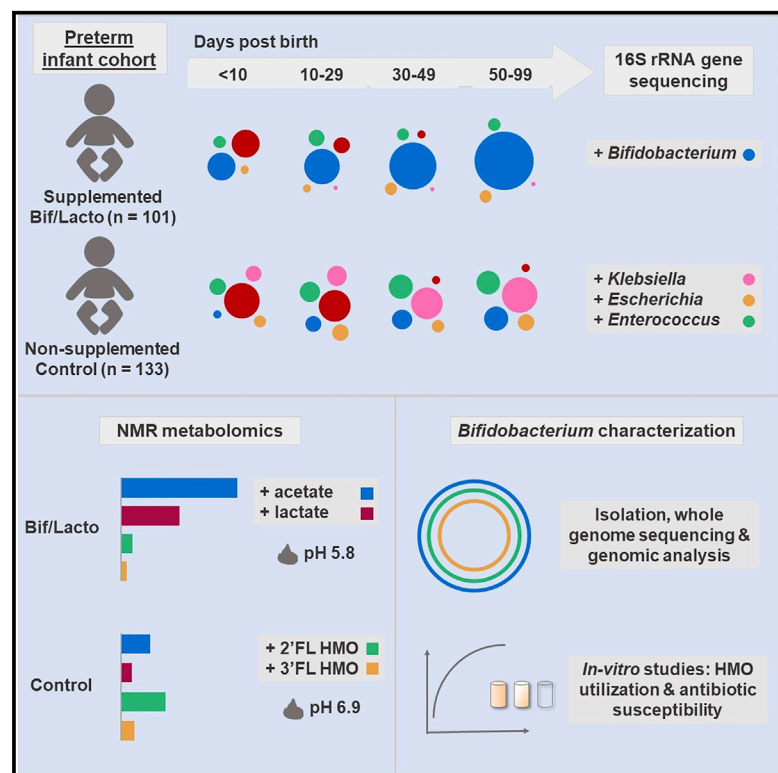 Preterm
infant cohort
Days post birth
<10
10-29
30-49
50-99
16S rRNA gene
sequencing
Supplemented
Bif/Lacto (n = 101)
+ Bifidobacterium
Non-supplemented
Control (n = 133)
+ Klebsiella
+ Escherichia
+ Enterococcus
NMR metabolomics
Bif/Lacto
+ acetate
+ lactate
pH 5.8
Control
+ 2'FL HMO
+ 3'FL HMO
pH 6.9
Bifidobacterium characterization
Isolation, whole
genome sequencing &
genomic analysis
In-vitro studies: HMO
utilization & antibiotic
susceptibility